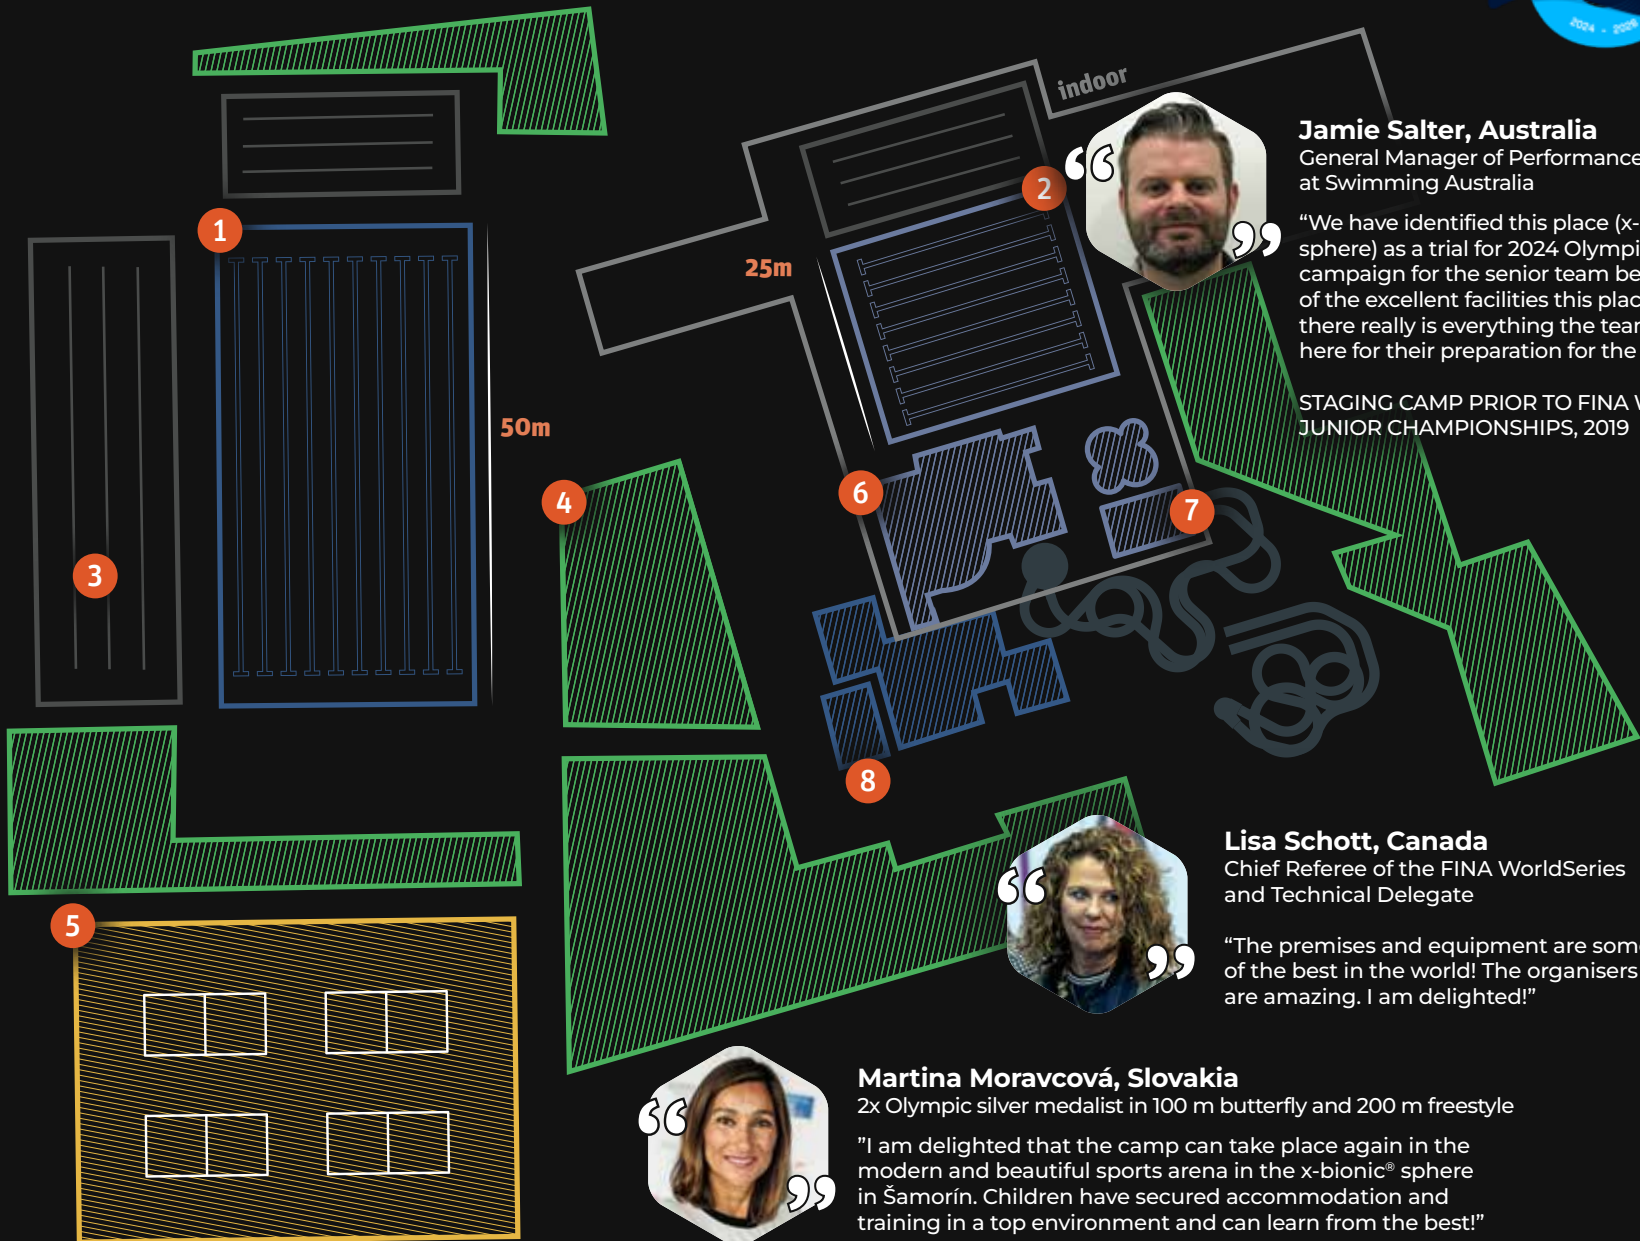 2024 - 2026
indoor
Jamie Salter, Australia
General Manager of Performance
at Swimming Australia
“We have identified this place (x-
sphere) as a trial for 2024 Olympi
campaign for the senior team be
of the excellent facilities this plac
there really is everything the tear
here for their preparation for the
STAGING CAMP PRIOR TO FINA W
JUNIOR CHAMPIONSHIPS, 2019
1
2
25m
50m
3
4
6
7
8
5
Lisa Schott, Canada
Chief Referee of the FINA WorldSeries
and Technical Delegate
“The premises and equipment are some
of the best in the world! The organisers
are amazing. I am delighted!”
Martina Moravcová, Slovakia
2x Olympic silver medalist in 100 m butterfly and 200 m freestyle
”I am delighted that the camp can take place again in the
modern and beautiful sports arena in the x-bionic® sphere
in Šamorín. Children have secured accommodation and
training in a top environment and can learn from the best!”